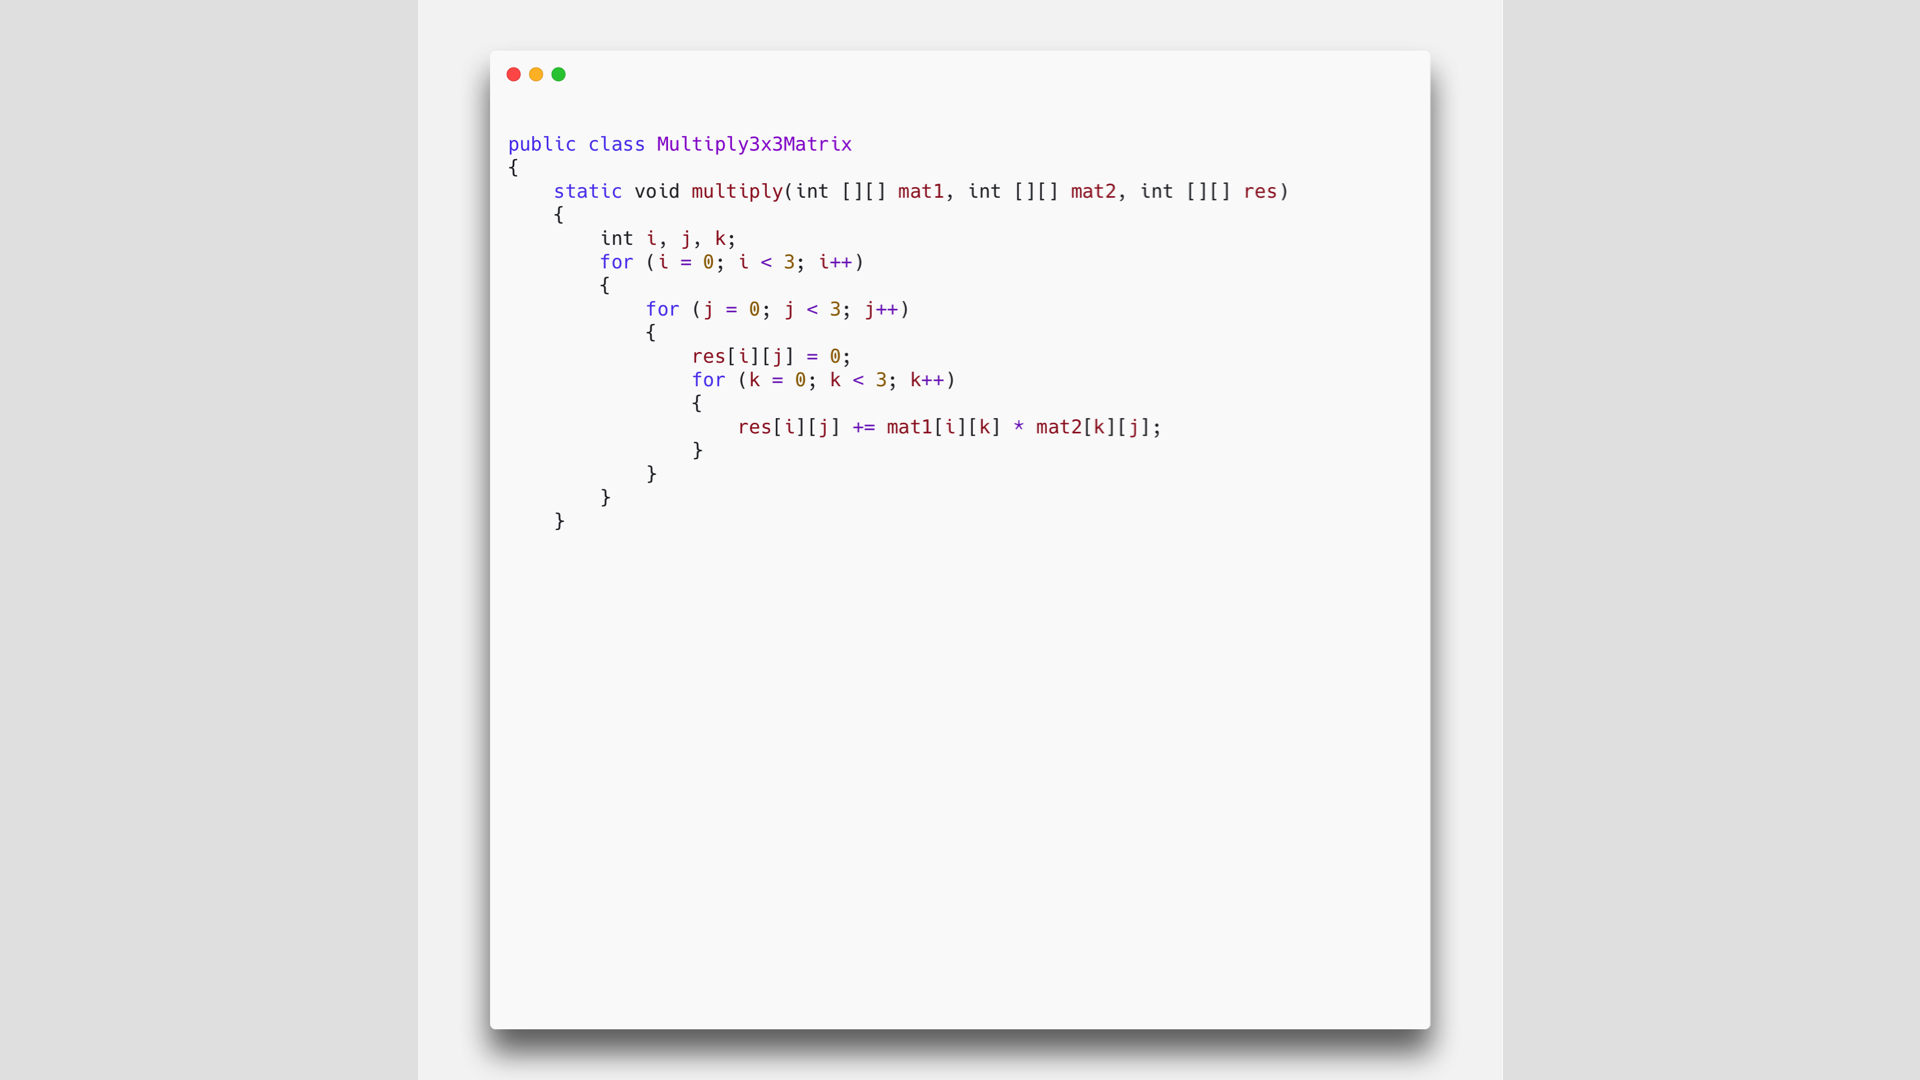 public class Multiply3x3Matrix
{
    static void multiply(int [][] mat1, int [][] mat2, int [][] res)
    {
        int i, j, k;
        for (i = 0; i < 3; i++)
        {
            for (j = 0; j < 3; j++)
            {
                res[i][j] = 0;
                for (k = 0; k < 3; k++)
                {
                    res[i][j] += mat1[i][k] * mat2[k][j];
                }
            }
        }
    }